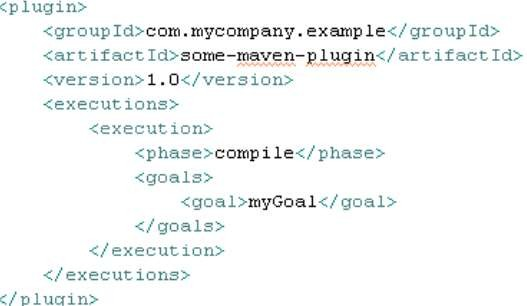 <plugin>
<groupId>com.mycompany.example</groupId>
<artifactId>some-maven-plugin</artifactId>
<version>1.0</version>
<executions>
<execution>
<phase>compile</phase>
<goals>
<goal>myGoal</goal>
</goals>
</execution>
</executions>
</plugin>